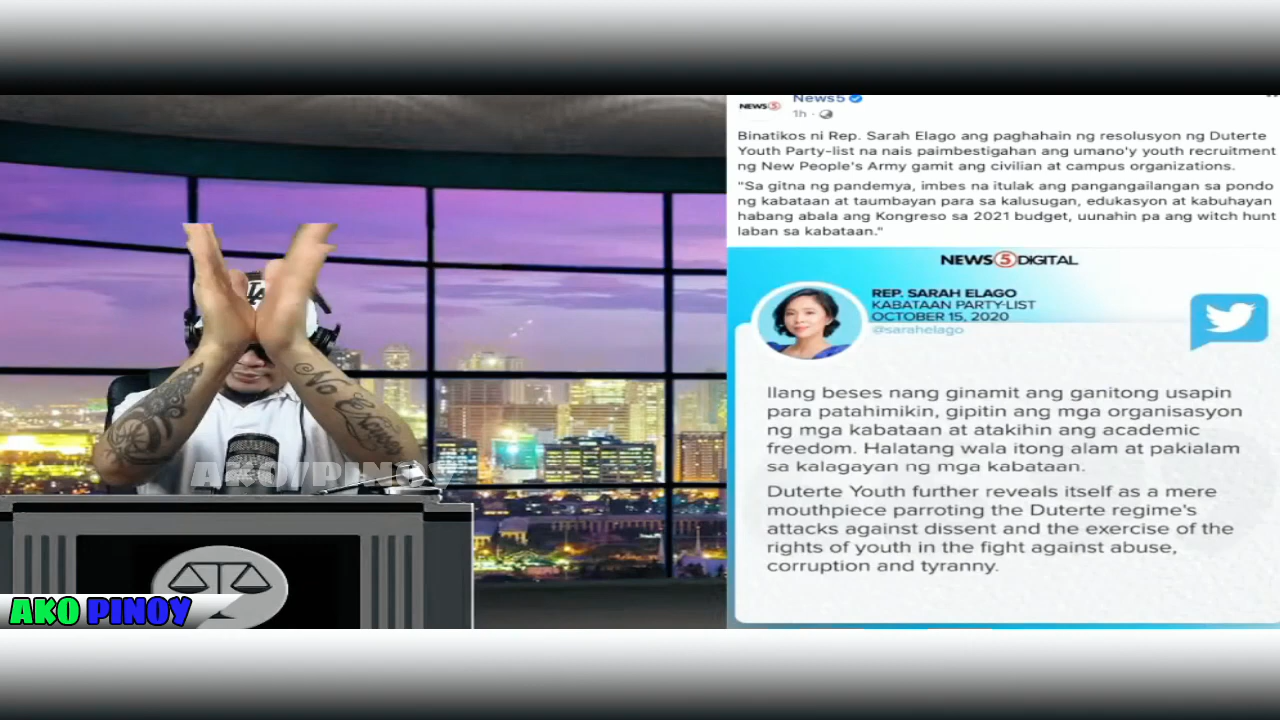 News5
NEWS5
1h
Binatikos ni Rep. Sarah Elago ang paghahain ng resolusyon ng Duterte
Youth Party-list na nais paimbestigahan ang umano'y youth recruitment
ng New People's Army gamit ang civilian at campus organizations.
"Sa gitna ng pandemya, imbes na itulak ang pangangailangan sa pondo
ng kabataan at taumbayan para sa kalusugan, edukasyon at kabuhayan
habang abala ang Kongreso sa 2021 budget, uunahin pa ang witch hunt
laban sa kabataan."
NEWS5 DIGITAL
REP. SARAH ELAGO
KABATAAN PARTY-LIST
OCTOBER 15, 2020
@sarahelago
Ilang beses nang ginamit ang ganitong usapin
para patahimikin, gipitin ang mga organisasyon
ng mga kabataan at atakihin ang academic
freedom. Halatang wala itong alam at pakialam
sa kalagayan ng mga kabataan.
Duterte Youth further reveals itself as a mere
mouthpiece parroting the Duterte regime's
attacks against dissent and the exercise of the
rights of youth in the fight against abuse,
corruption and tyranny.
AKO/PINOY
AKO PINOY